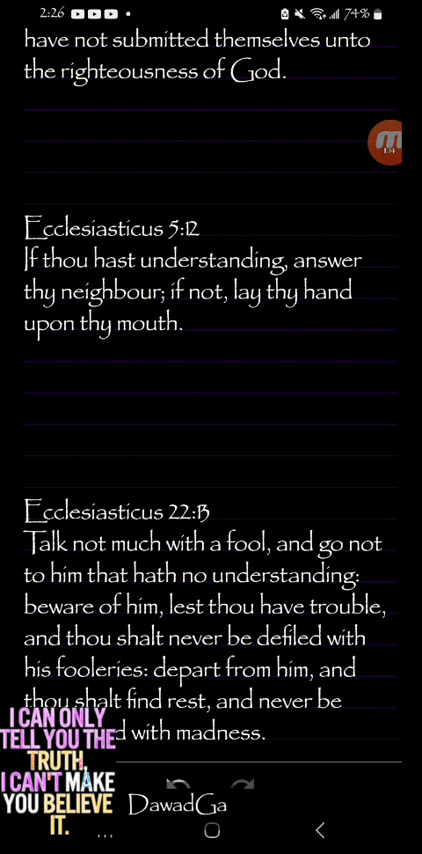 2:26
74%
have not submitted themselves unto
the righteousness of God.
1:14
Ecclesiasticus 5:12
If thou hast understanding, answer
thy neighbour; if not, lay thy hand
upon thy mouth.
Ecclesiasticus 22:13
Talk not much with a fool, and go not
to him that hath no understanding:
beware of him, lest thou have trouble,
and thou shalt never be defiled with
his fooleries: depart from him, and
thou shalt find rest, and never be
d with madness.
I CAN ONLY
TELL YOU THE
TRUTH,
I CAN'T MAKE
YOU BELIEVE
IT.
DawadGa